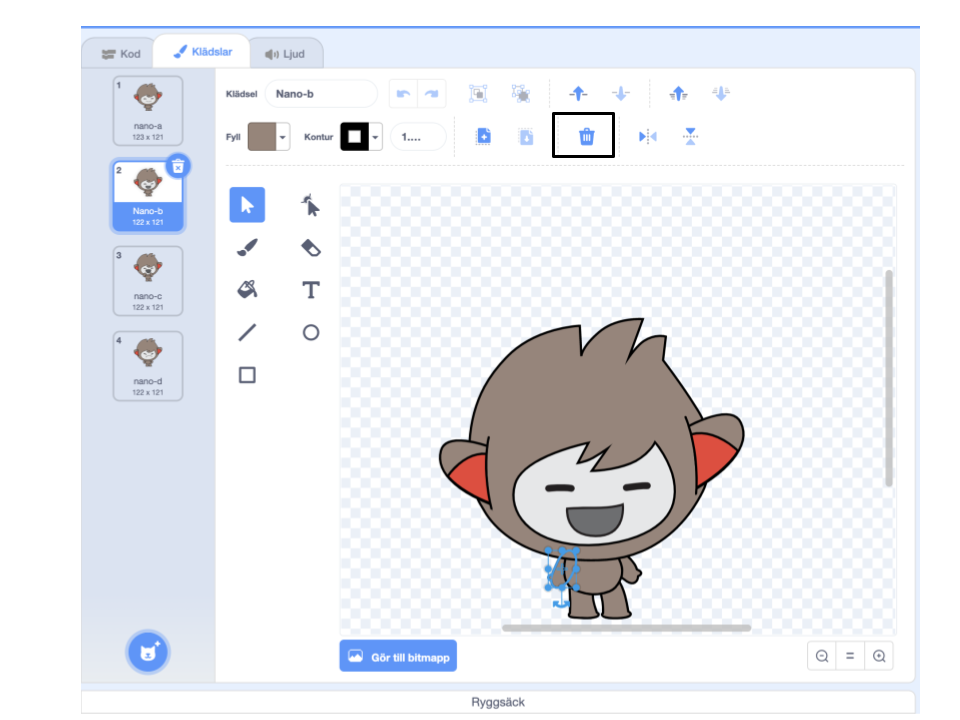 Kod
Klädslar
Ljud
1
nano-a
123 x 121
2
Nano-b
122 x 121
3
nano-c
122 x 121
4
nano-d
122 x 121
Klädsel
Nano-b
Fyll
Kontur
1....
T
Gör till bitmapp
=
Ryggsäck